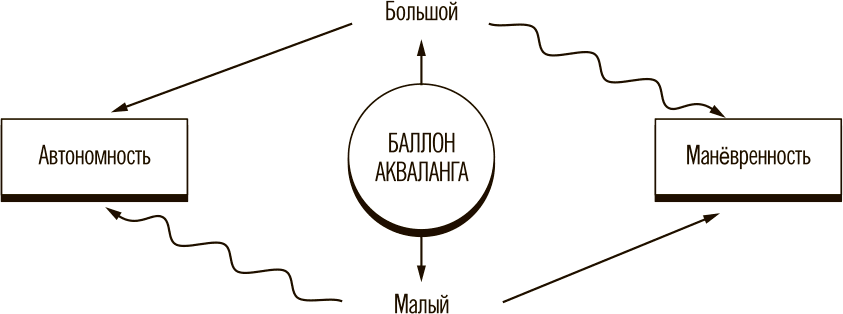 Большой
Автономность
БАЛЛОН
АКВАЛАНГА
Манёвренность
Малый